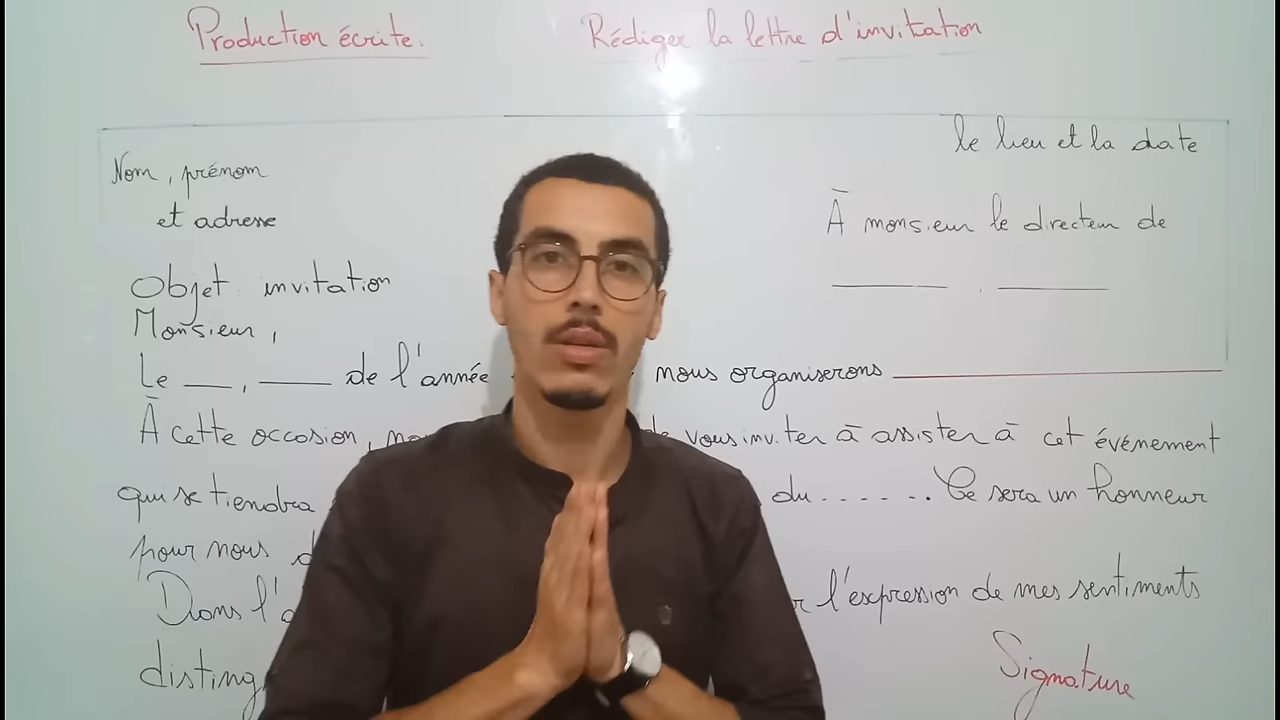 Production écrite. Rédiger la lettre d'invitation
le lieu et la date
Nom, prénom
et adresse
À monsieur le directeur de
Objet : invitation
Monsieur,
Le ___, ___ de l'année nous organiserons ___
À cette occasion, vous inviter à assister à cet événement
qui se tiendra du ...... Ce sera un honneur
pour nous
Dans l'expression de mes sentiments
Signature